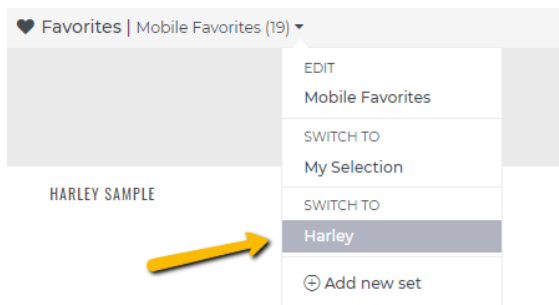 Favorites | Mobile Favorites (19)
EDIT
Mobile Favorites
SWITCH TO
My Selection
SWITCH TO
Harley
Add new set
HARLEY SAMPLE